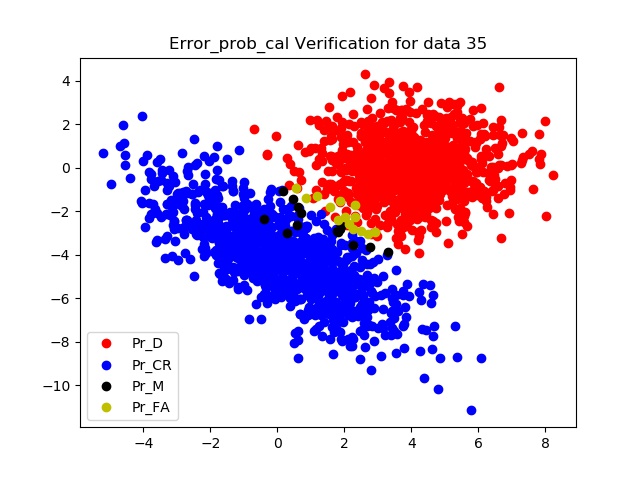 Error_prob_cal Verification for data 35
4
2
0
−2
−4
−6
−8
−10
Pr_D
Pr_CR
Pr_M
Pr_FA
−4 −2 0 2 4 6 8